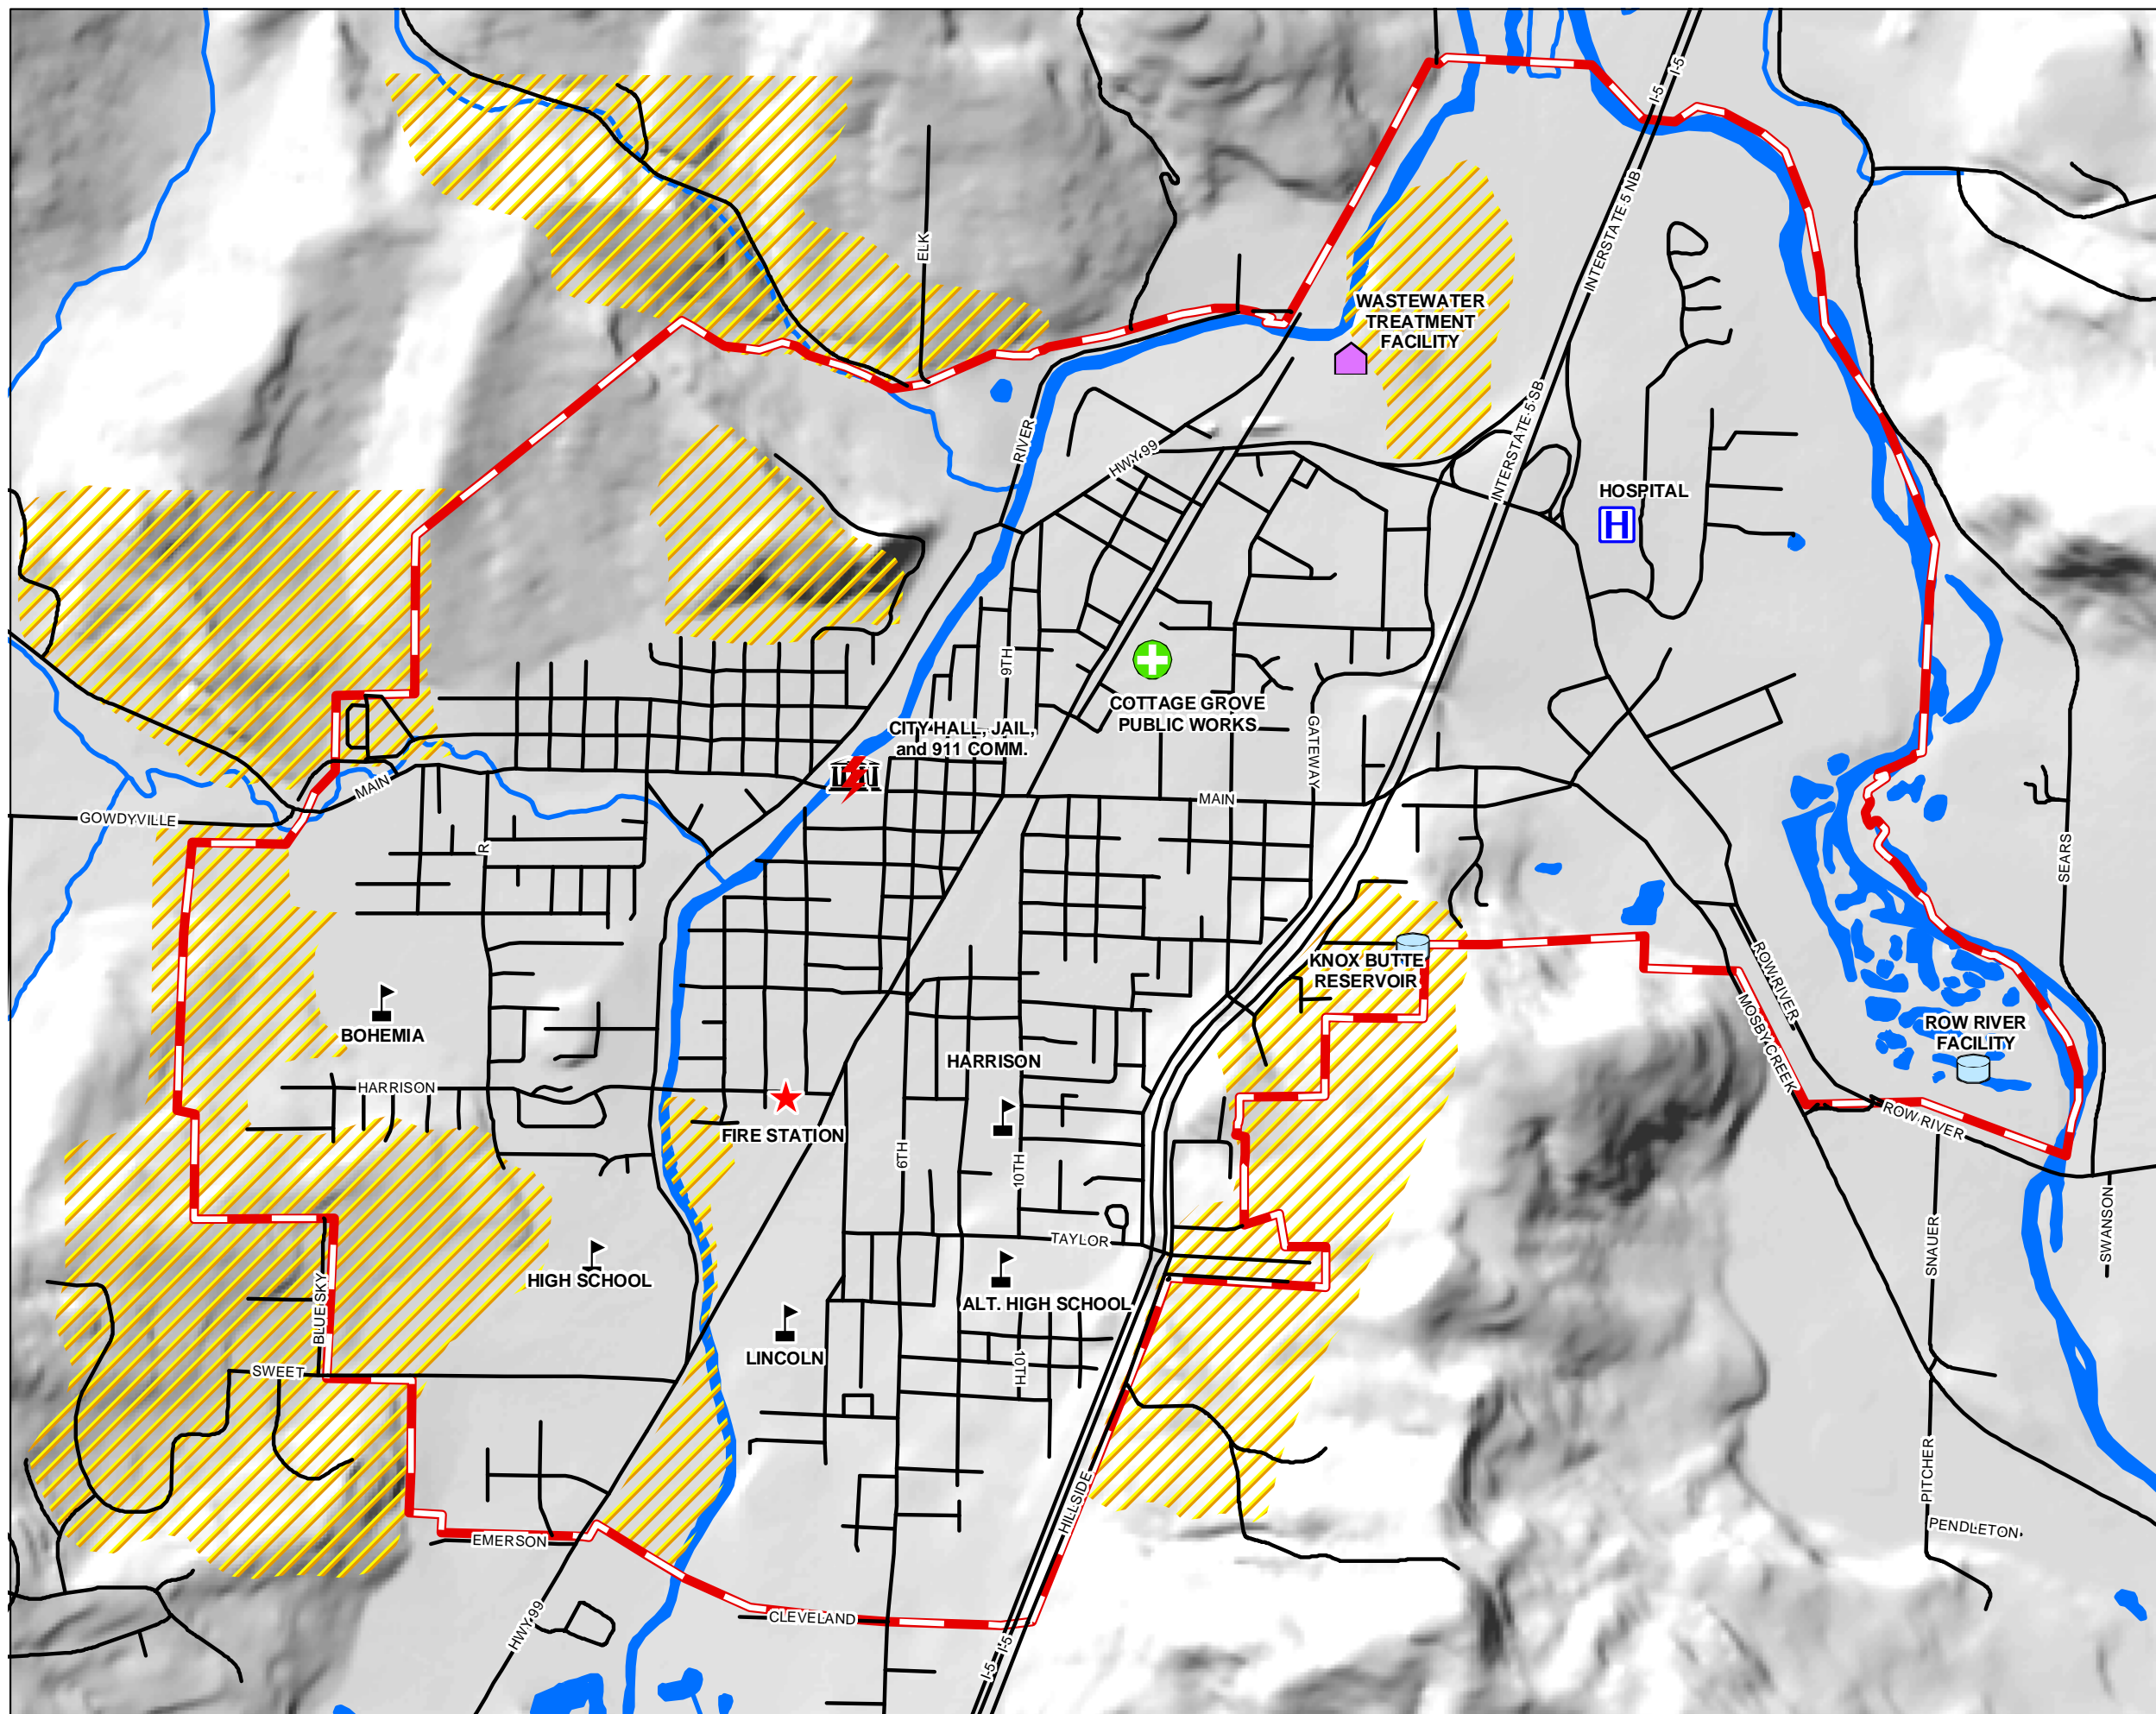 I-5
I-5
INTERSTATE 5 NB
ELK
WASTEWATER
TREATMENT
FACILITY
INTERSTATE 5 SB
RIVER
HWY 99
HOSPITAL
H
9TH
COTTAGE GROVE
PUBLIC WORKS
CITY HALL, JAIL,
and 911 COMM.
GATEWAY
MAIN
MAIN
GOWDYVILLE
R
SEARS
KNOX BUTTE
RESERVOIR
ROW RIVER
MOSBY CREEK
ROW RIVER
FACILITY
BOHEMIA
HARRISON
HARRISON
FIRE STATION
ROW RIVER
6TH
10TH
TAYLOR
SNAUER
SWANSON
HIGH SCHOOL
BLUE SKY
ALT. HIGH SCHOOL
LINCOLN
10TH
SWEET
HILLSIDE
PITCHER
PENDLETON
EMERSON
CLEVELAND
HWY 99
I-5
I-5